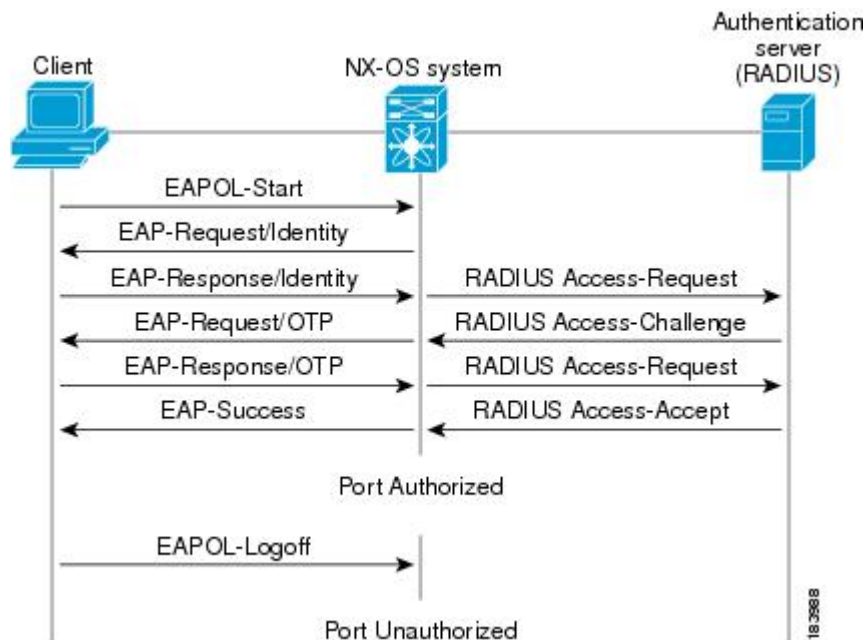 Authentication
server
(RADIUS)
Client
NX-OS system
EAPOL-Start
EAP-Request/Identity
EAP-Response/Identity
RADIUS Access-Request
EAP-Request/OTP
RADIUS Access-Challenge
EAP-Response/OTP
RADIUS Access-Request
EAP-Success
RADIUS Access-Accept
Port Authorized
EAPOL-Logoff
Port Unauthorized
183988